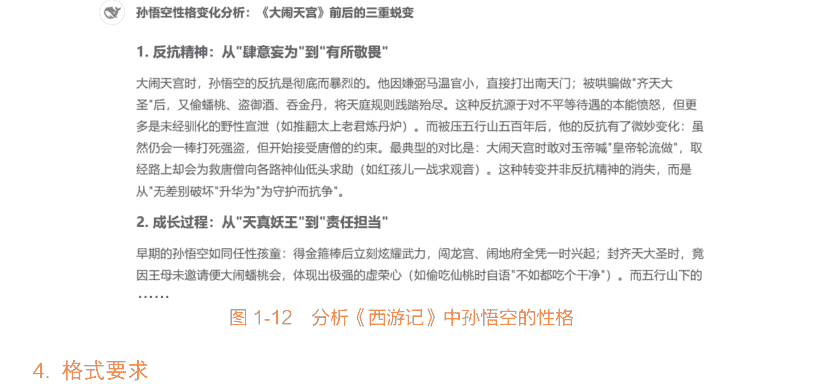 孙悟空性格变化分析：《大闹天宫》前后的三重蜕变
1. 反抗精神：从"肆意妄为"到"有所敬畏"
大闹天宫时，孙悟空的反抗是彻底而暴烈的。他因嫌弼马温官小，直接打出南天门；被哄骗做"齐天大
圣"后，又偷蟠桃、盗御酒、吞金丹，将天庭规则践踏殆尽。这种反抗源于对不平等待遇的本能愤怒，但更
多是未经驯化的野性宣泄（如推翻太上老君炼丹炉）。而被压五行山五百年后，他的反抗有了微妙变化：虽
然仍会一棒打死强盗，但开始接受唐僧的约束。最典型的对比是：大闹天宫时敢对玉帝喊"皇帝轮流做"，取
经路上却会为救唐僧向各路神仙低头求助（如红孩儿一战求观音）。这种转变并非反抗精神的消失，而是
从"无差别破坏"升华为"为守护而抗争"。
2. 成长过程：从"天真妖王"到"责任担当"
早期的孙悟空如同任性孩童：得金箍棒后立刻炫耀武力，闯龙宫、闹地府全凭一时兴起；封齐天大圣时，竟
因王母未邀请便大闹蟠桃会，体现出极强的虚荣心（如偷吃仙桃时自语"不如都吃个干净"）。而五行山下的
……
图 1-12 分析《西游记》中孙悟空的性格
4. 格式要求